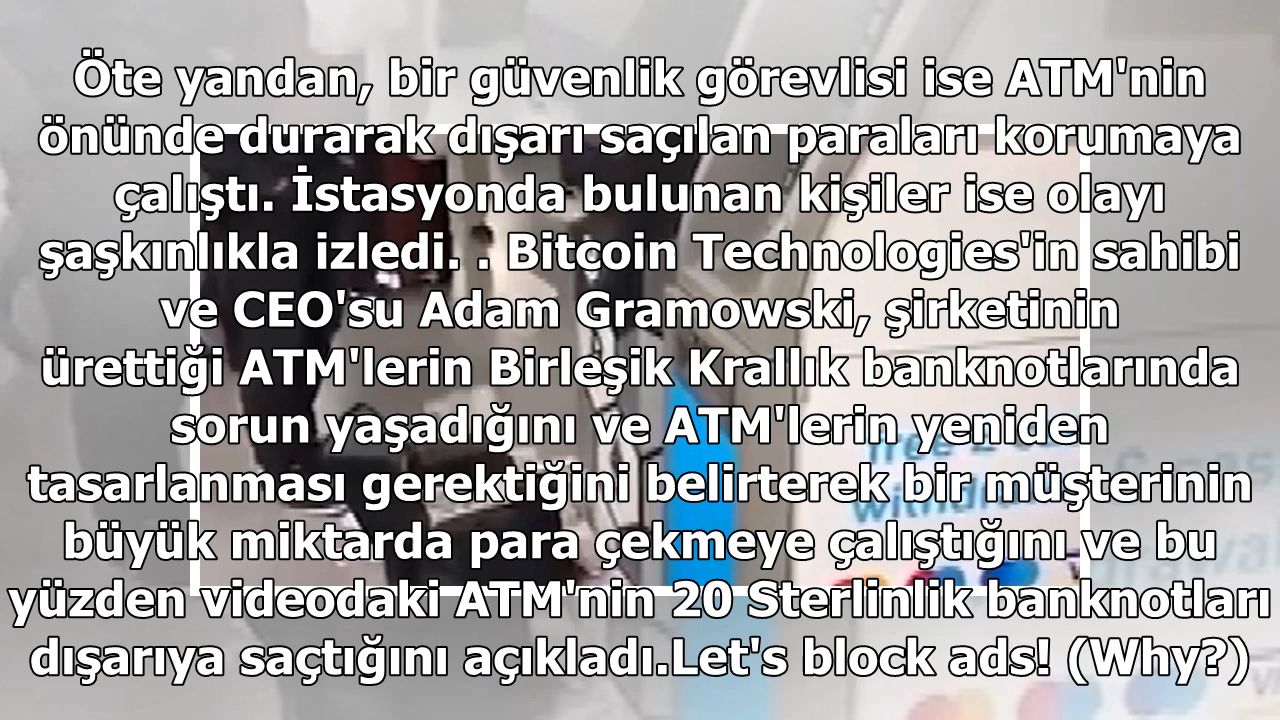 Öte yandan, bir güvenlik görevlisi ise ATM'nin
önünde durarak dışarı saçılan paraları korumaya
çalıştı. İstasyonda bulunan kişiler ise olayı
şaşkınlıkla izledi. . Bitcoin Technologies'in sahibi
ve CEO'su Adam Gramowski, şirketinin
ürettiği ATM'lerin Birleşik Krallık banknotlarında
sorun yaşadığını ve ATM'lerin yeniden
tasarlanması gerektiğini belirterek bir müşterinin
büyük miktarda para çekmeye çalıştığını ve bu
yüzden videodaki ATM'nin 20 Sterlinlik banknotları
dışarıya saçtığını açıkladı.Let's block ads! (Why?)